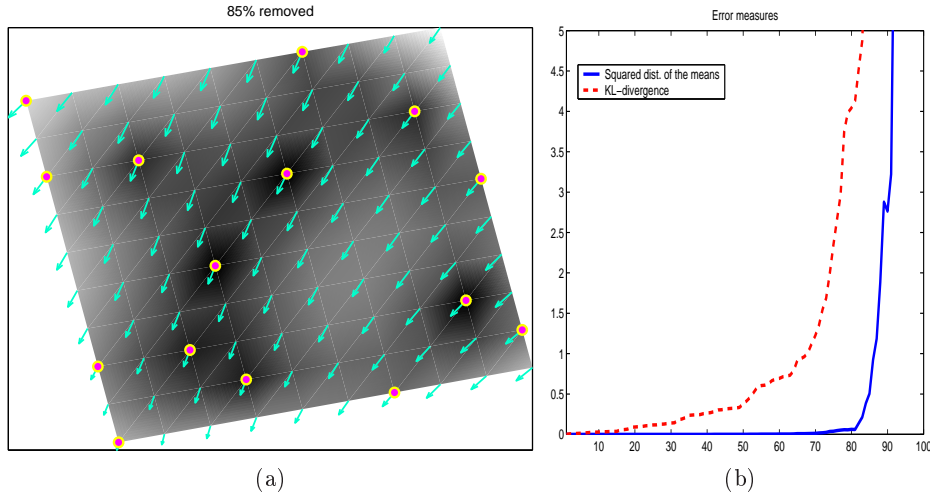 85% removed
Error measures
5
4.5
4
3.5
3
2.5
2
1.5
1
0.5
0
Squared dist. of the means
KL-divergence
10 20 30 40 50 60 70 80 90 100
(a)
(b)